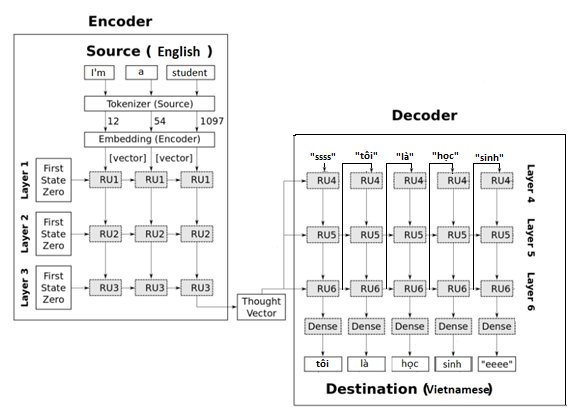 Encoder
Source ( English )
I'm a student
Tokenizer (Source)
12 54 1097
Embedding (Encoder)
[vector] [vector]
Layer 1
First State Zero
RU1 RU1 RU1
Layer 2
First State Zero
RU2 RU2 RU2
Layer 3
First State Zero
RU3 RU3 RU3
Thought Vector
Decoder
"ssss" "tôi" "là" "học" "sinh"
RU4 RU4 RU4 RU4 RU4
Layer 4
RU5 RU5 RU5 RU5 RU5
Layer 5
RU6 RU6 RU6 RU6 RU6
Layer 6
Dense Dense Dense Dense Dense
tôi là học sinh "eeee"
Destination (Vietnamese)